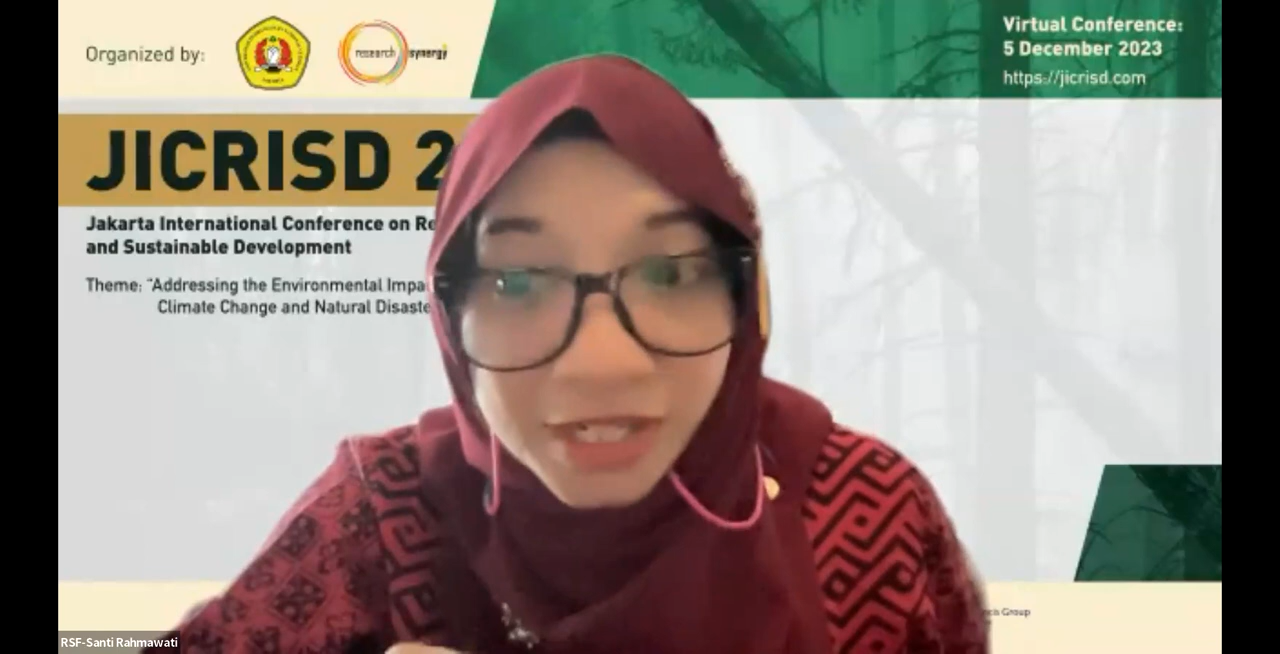 Organized by:
research synergy
Virtual Conference:
5 December 2023
https://jicrisd.com
JICRISD 2
Jakarta International Conference on Re
and Sustainable Development
Theme: "Addressing the Environmental Impa
Climate Change and Natural Disaste
Group
RSF-Santi Rahmawati